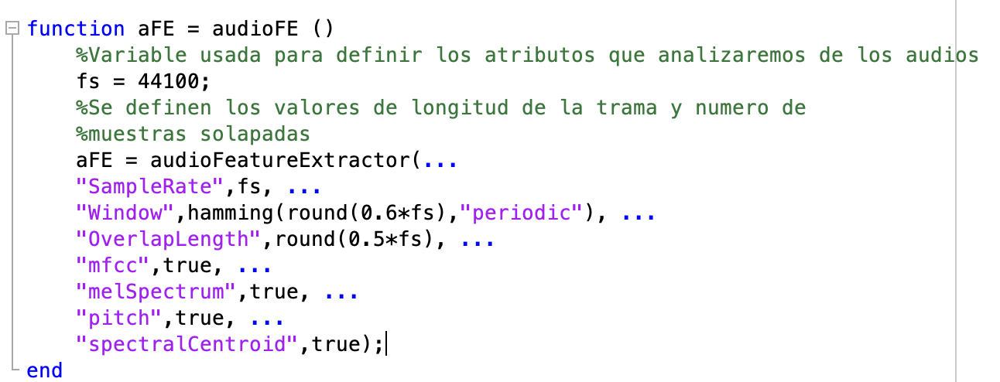 function aFE = audioFE ()
%Variable usada para definir los atributos que analizaremos de los audios
fs = 44100;
%Se definen los valores de longitud de la trama y numero de
%muestras solapadas
aFE = audioFeatureExtractor(...
"SampleRate",fs, ...
"Window",hamming(round(0.6*fs),"periodic"), ...
"OverlapLength",round(0.5*fs), ...
"mfcc",true, ...
"melSpectrum",true, ...
"pitch",true, ...
"spectralCentroid",true);
end